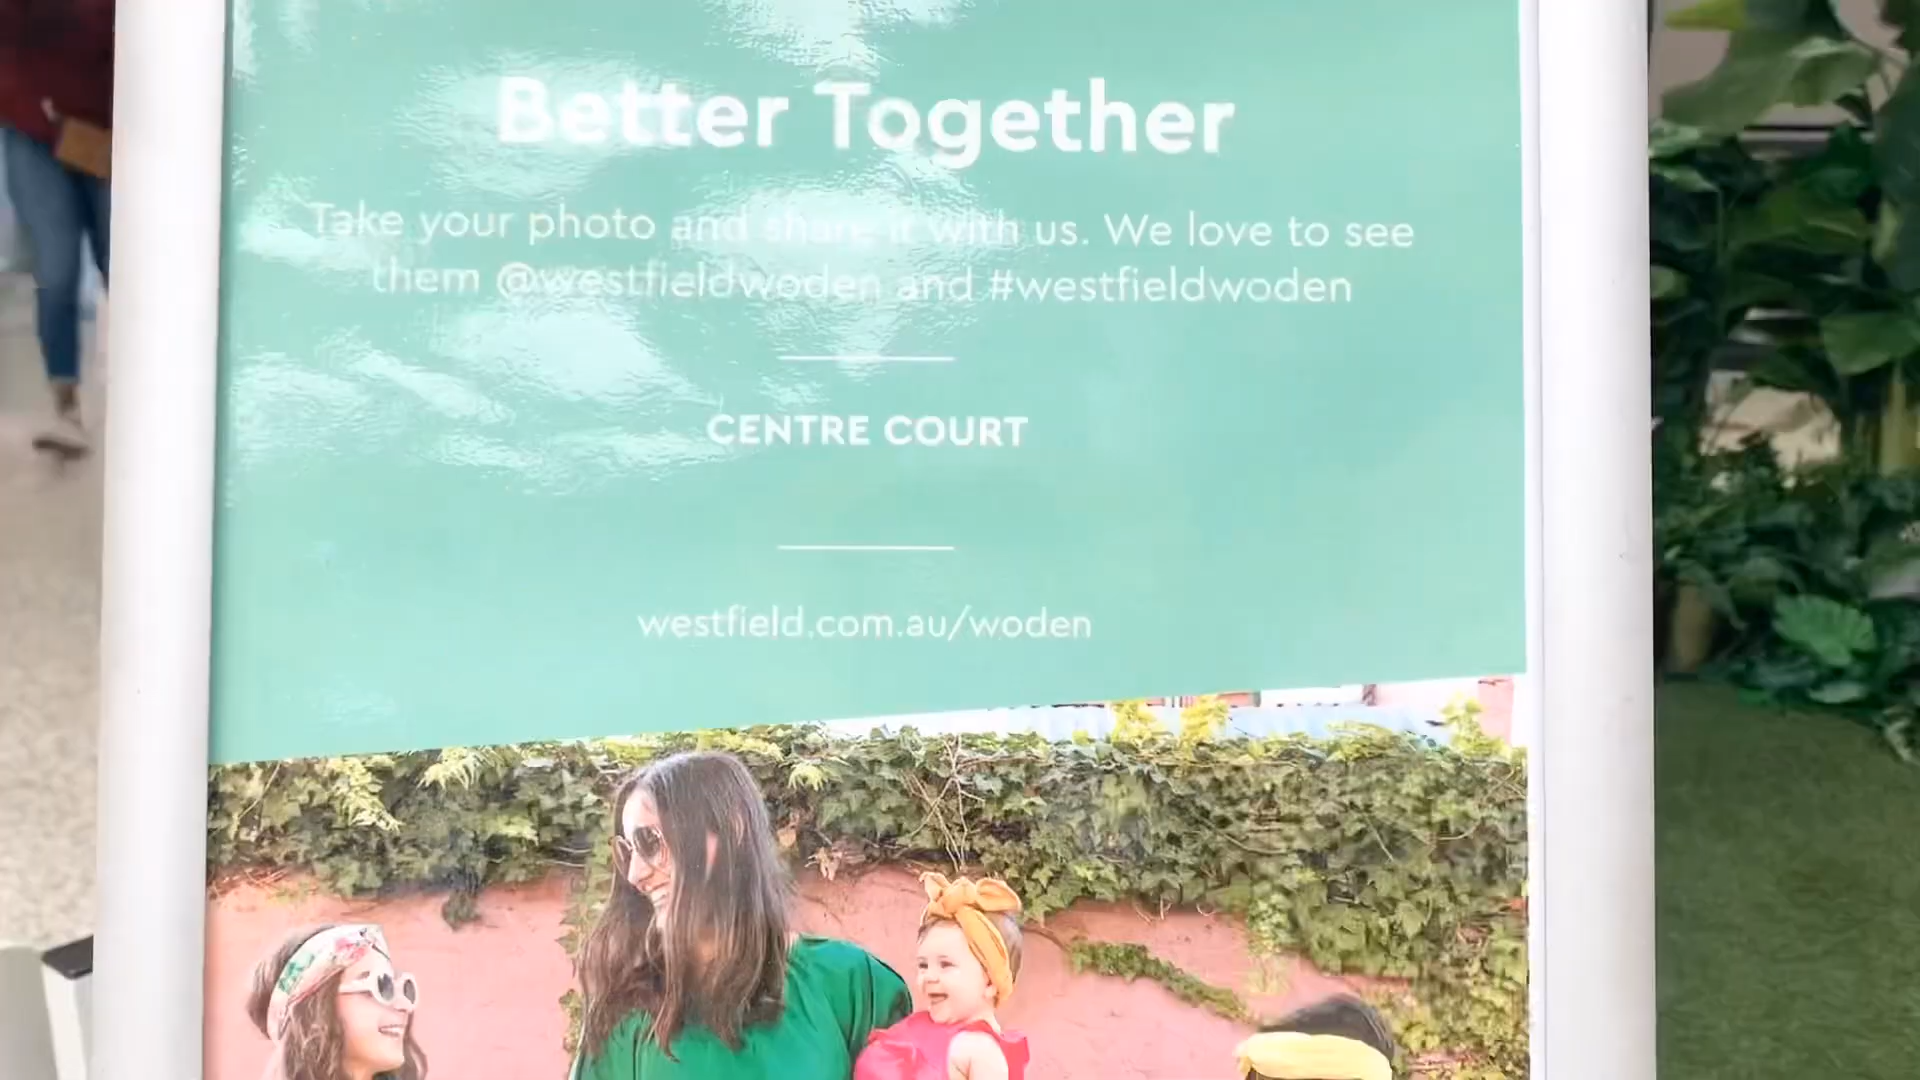 Better Together
Take your photo and share it with us. We love to see
them @westfieldwoden and #westfieldwoden
CENTRE COURT
westfield.com.au/woden